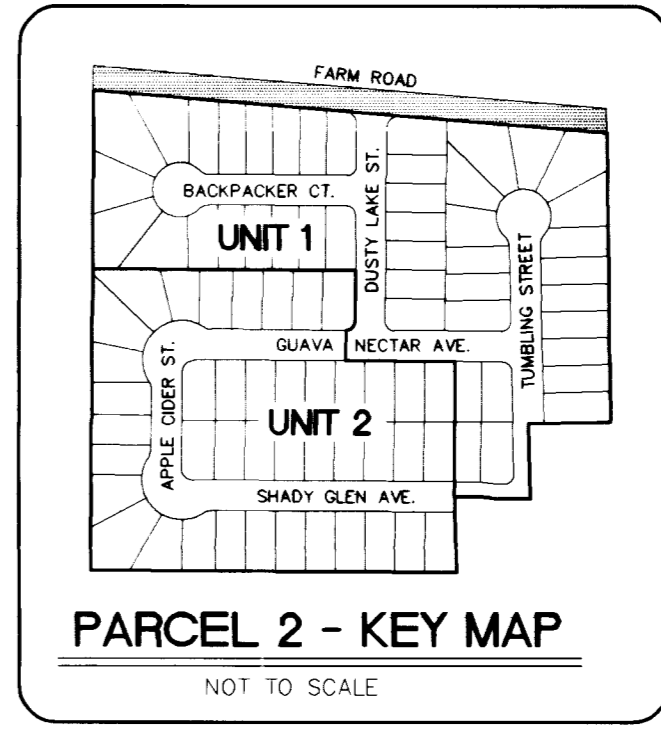 FARM ROAD
BACKPACKER CT.
DUSTY LAKE ST.
UNIT 1
TUMBLING STREET
GUAVA NECTAR AVE.
APPLE CIDER ST.
UNIT 2
SHADY GLEN AVE.
PARCEL 2 - KEY MAP
NOT TO SCALE